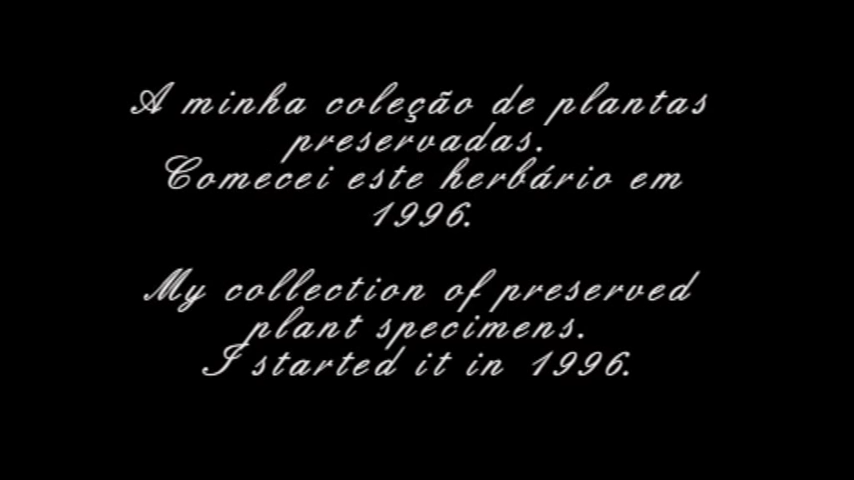 A minha coleção de plantas
preservadas.
Comecei este herbário em
1996.
My collection of preserved
plant specimens.
I started it in 1996.